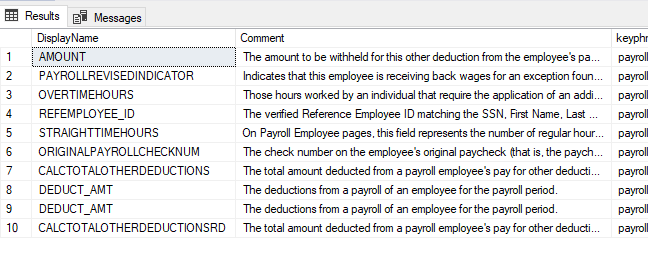 Results Messages
DisplayName Comment keyphr
1 AMOUNT The amount to be withheld for this other deduction from the employee's pa... payroll
2 PAYROLLREVISEDINDICATOR Indicates that this employee is receiving back wages for an exception foun... payroll
3 OVERTIMEHOURS Those hours worked by an individual that require the application of an addi... payroll
4 REFEMPLOYEE_ID The verified Reference Employee ID matching the SSN, First Name, Last ... payroll
5 STRAIGHTTIMEHOURS On Payroll Employee pages, this field represents the number of regular hour... payroll
6 ORIGINALPAYROLLCHECKNUM The check number on the employee's original paycheck (that is, the paych... payroll
7 CALCTOTALOTHERDEDUCTIONS The total amount deducted from a payroll employee's pay for other deducti... payroll
8 DEDUCT_AMT The deductions from a payroll of an employee for the payroll period. payroll
9 DEDUCT_AMT The deductions from a payroll of an employee for the payroll period. payroll
10 CALCTOTALOTHERDEDUCTIONSRD The total amount deducted from a payroll employee's pay for other deducti... payroll